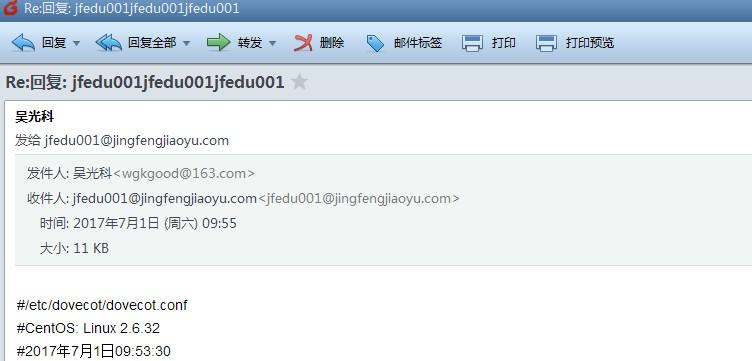 Re:回复: jfedu001jfedu001jfedu001
回复 回复全部 转发 删除 邮件标签 打印 打印预览
Re:回复: jfedu001jfedu001jfedu001
吴光科
发给 jfedu001@jingfengjiaoyu.com
发件人: 吴光科<wgkgood@163.com>
收件人: jfedu001@jingfengjiaoyu.com<jfedu001@jingfengjiaoyu.com>
时间: 2017年7月1日 (周六) 09:55
大小: 11 KB
#/etc/dovecot/dovecot.conf
#CentOS: Linux 2.6.32
#2017年7月1日09:53:30